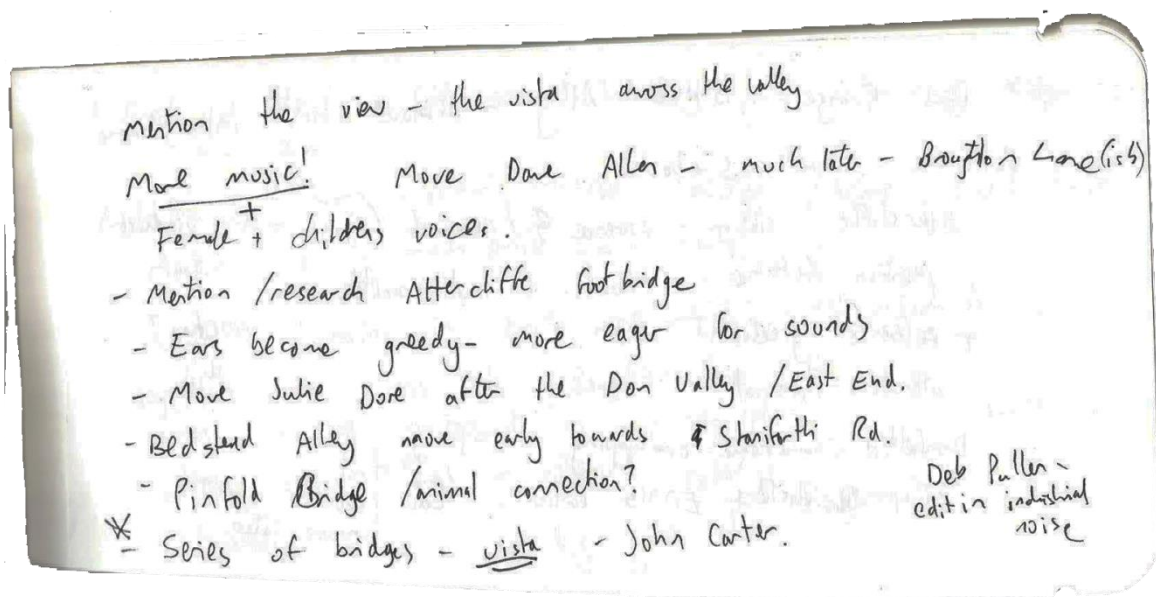 Mention the view - the vista across the valley
More music! Move Dave Allen - much later - Broughton Lane (ish)
+
Female + childrens voices.
- Mention /research Attercliffe footbridge
- Ears become greedy- more eager for sounds
- Move Julie Dore after the Don Valley /East End.
- Bedstead Alley move early towards Staniforth Rd.
- Pinfold Bridge /animal connection?
* - Series of bridges - vista - John Carter.
Deb Pullen -
edit in industrial
noise